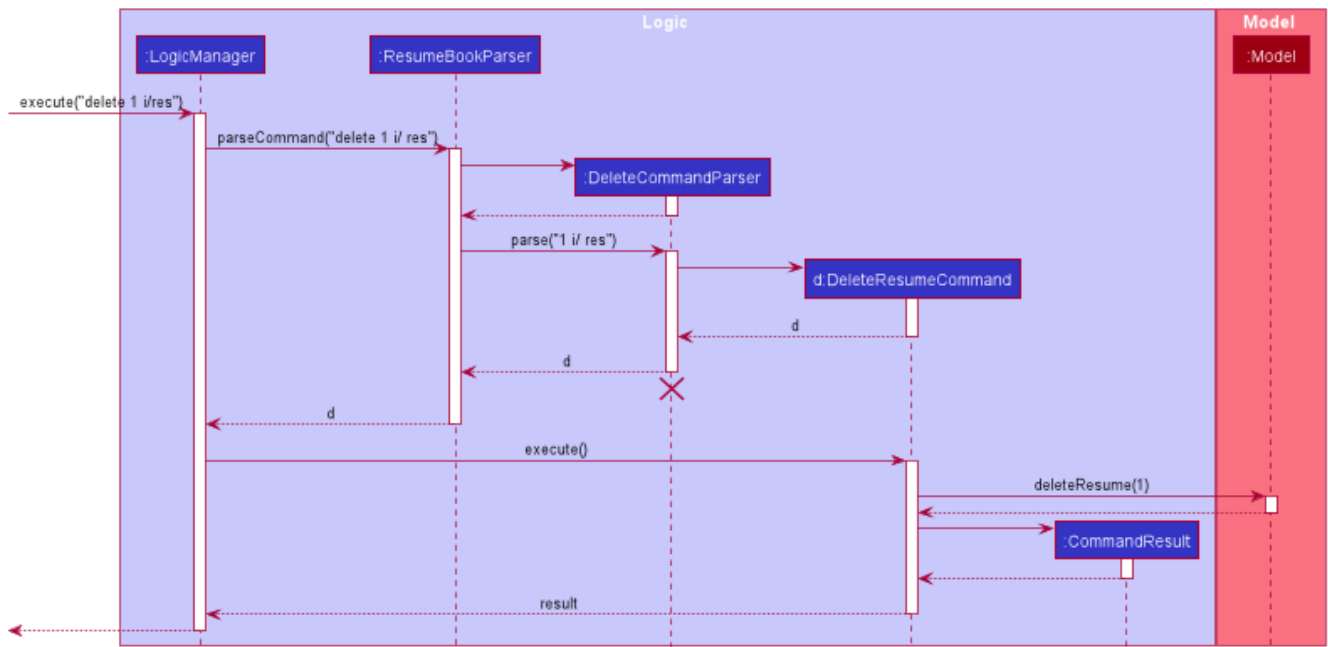 Logic
Model
:LogicManager
:ResumeBookParser
:Model
execute("delete 1 i/res")
parseCommand("delete 1 i/ res")
:DeleteCommandParser
parse("1 i/ res")
d:DeleteResumeCommand
d
d
d
execute()
deleteResume(1)
:CommandResult
result